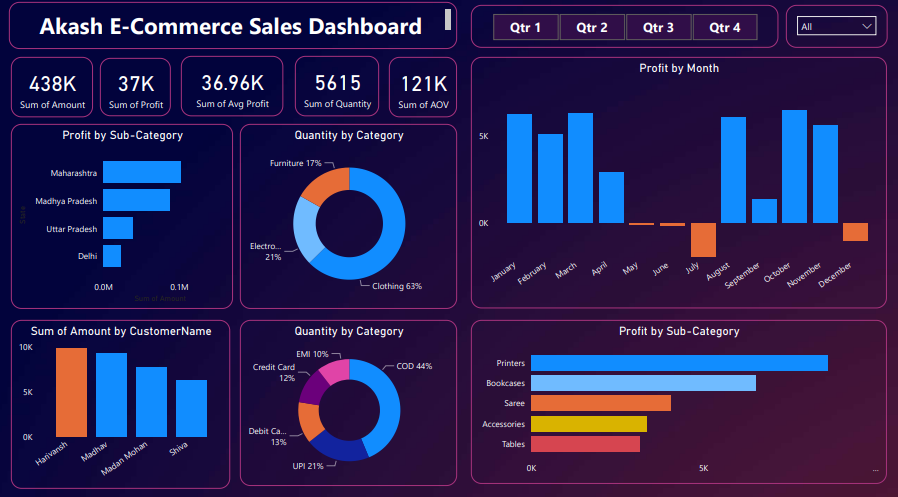 Akash E-Commerce Sales Dashboard
Qtr 1
Qtr 2
Qtr 3
Qtr 4
All
438K
Sum of Amount
37K
Sum of Profit
36.96K
Sum of Avg Profit
5615
Sum of Quantity
121K
Sum of AOV
Profit by Month
5K
0K
January
February
March
April
May
June
July
August
September
October
November
December
Profit by Sub-Category
State
Maharashtra
Madhya Pradesh
Uttar Pradesh
Delhi
0.0M
0.1M
Sum of Amount
Quantity by Category
Furniture 17%
Electro...
21%
Clothing 63%
Sum of Amount by CustomerName
10K
5K
0K
Harivansh
Madhav
Madan Mohan
Shiva
Quantity by Category
EMI 10%
Credit Card
12%
COD 44%
Debit Ca...
13%
UPI 21%
Profit by Sub-Category
Printers
Bookcases
Saree
Accessories
Tables
0K
5K
...